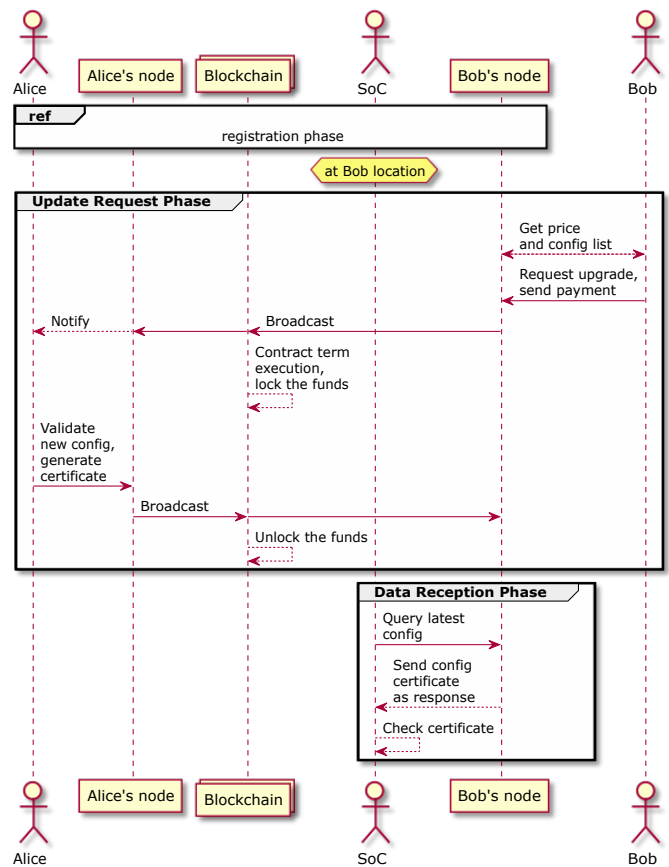 Alice
Alice's node
Blockchain
SoC
Bob's node
Bob
ref
registration phase
at Bob location
Update Request Phase
Get price
and config list
Request upgrade,
send payment
Notify
Broadcast
Contract term
execution,
lock the funds
Validate
new config,
generate
certificate
Broadcast
Unlock the funds
Data Reception Phase
Query latest
config
Send config
certificate
as response
Check certificate
Alice
Alice's node
Blockchain
SoC
Bob's node
Bob